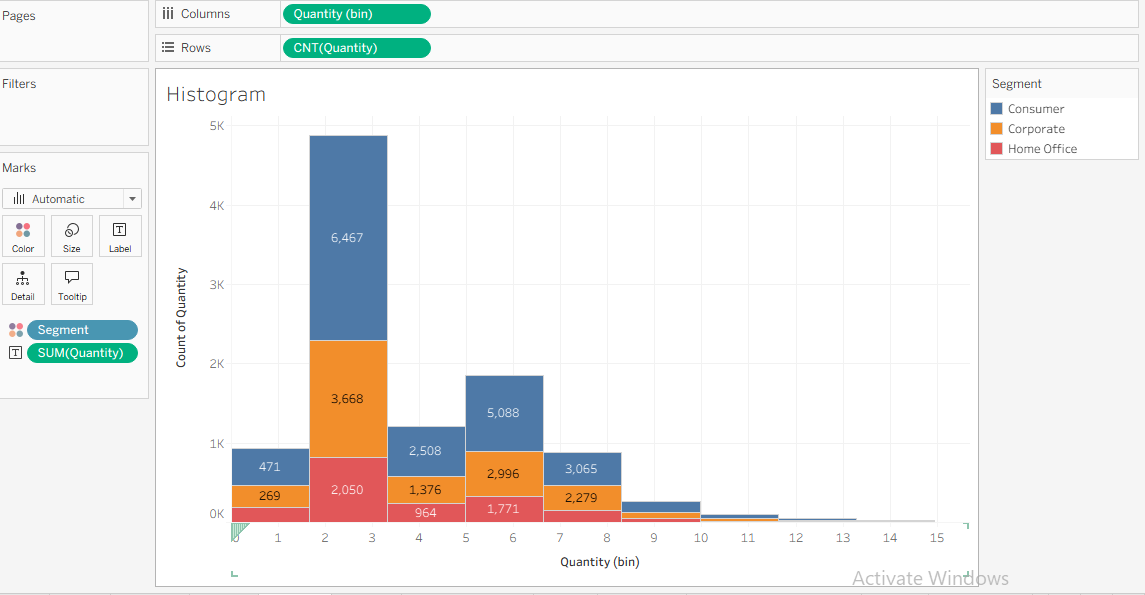 Pages
Columns
Quantity (bin)
Rows
CNT(Quantity)
Filters
Marks
Automatic
Color
Size
Label
Detail
Tooltip
Segment
SUM(Quantity)
Histogram
5K
4K
3K
2K
1K
0K
Count of Quantity
6,467
3,668
2,050
471
269
2,508
1,376
964
5,088
2,996
1,771
3,065
2,279
0 1 2 3 4 5 6 7 8 9 10 11 12 13 14 15
Quantity (bin)
Segment
Consumer
Corporate
Home Office
Activate Windows